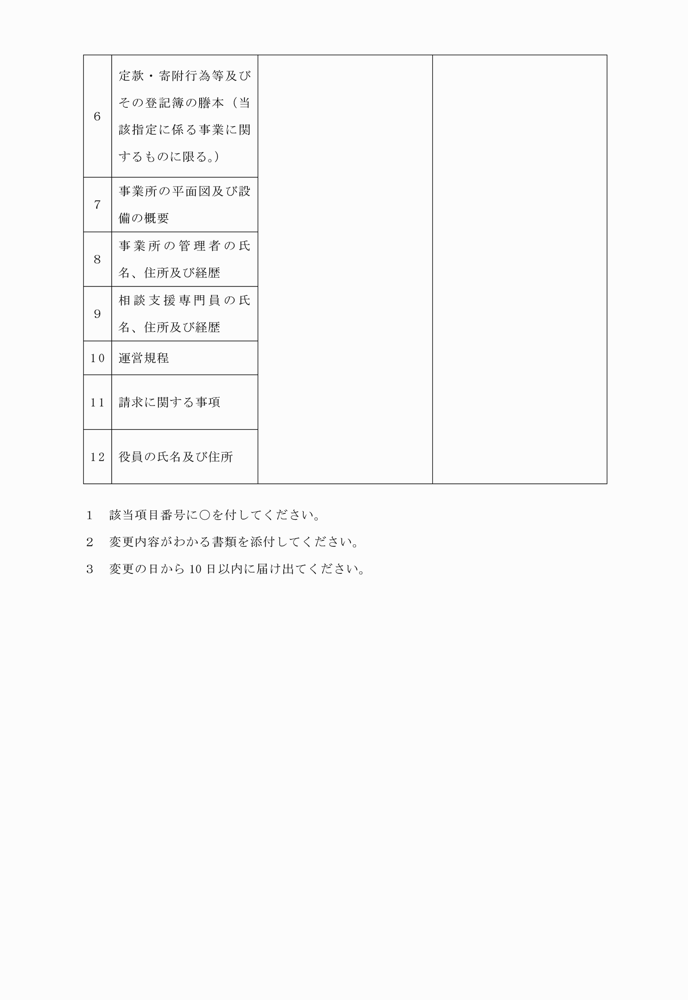 6
定款・寄附行為等及び
その登記簿の謄本（当
該指定に係る事業に関
するものに限る。）
7
事業所の平面図及び設
備の概要
8
事業所の管理者の氏
名、住所及び経歴
9
相談支援専門員の氏
名、住所及び経歴
10 運営規程
11 請求に関する事項
12 役員の氏名及び住所
1　該当項目番号に○を付してください。
2　変更内容がわかる書類を添付してください。
3　変更の日から 10 日以内に届け出てください。